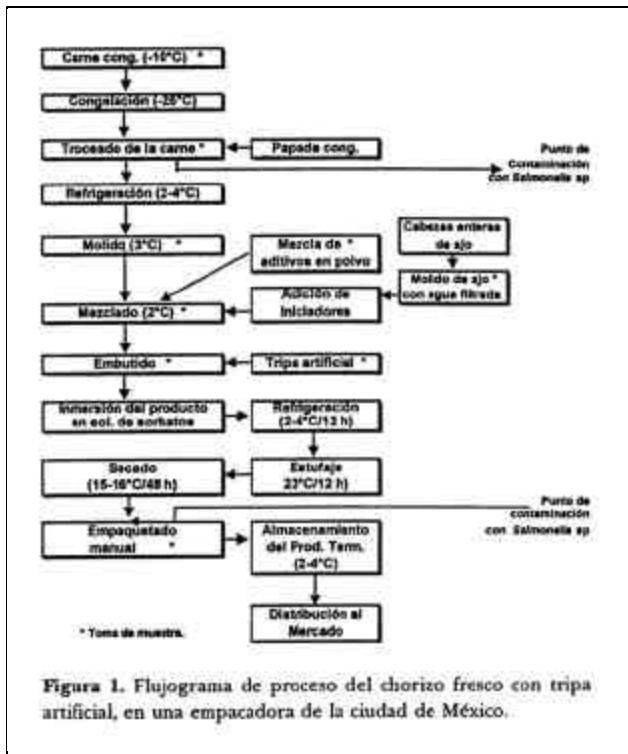 Carne cong. (-10°C) *
Congelación (-25°C)
Troceado de la carne *
Papada cong.
Punto de
Contaminación
con Salmonella sp
Refrigeración (2-4°C)
Molido (3°C) *
Mezcla de *
aditivos en polvo
Cabezas enteras
de ajo
Molido de ajo *
con agua filtrada
Adición de
Iniciadores
Mezclado (2°C) *
Embutido *
Tripa artificial *
Inmersión del producto
en sol. de sorbatos
Refrigeración
(2-4°C/12 h)
Estufaje
23°C/12 h)
Secado
(15-16°C/48 h)
Punto de
contaminación
con Salmonella sp
Empaquetado
manual *
Almacenamiento
del Prod. Term.
(2-4°C)
Distribución al
Mercado
* Toma de muestra.
Figura 1. Flujograma de proceso del chorizo fresco con tripa
artificial, en una empacadora de la ciudad de México.